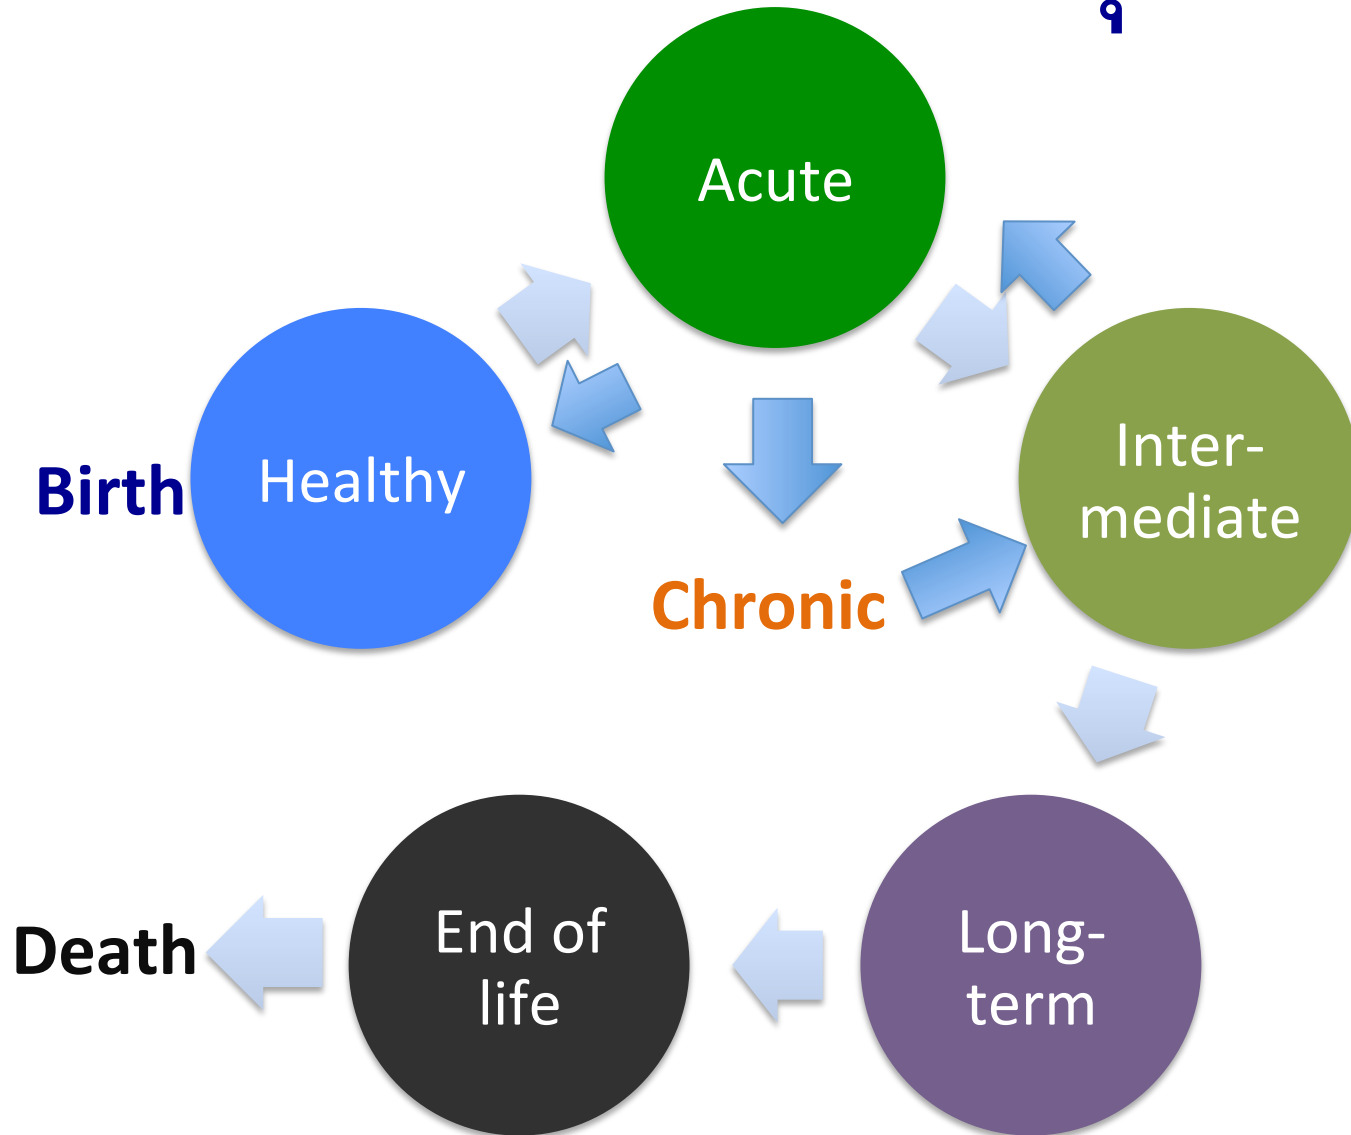 Acute
Birth
Healthy
Inter-
mediate
Chronic
Death
End of
life
Long-
term